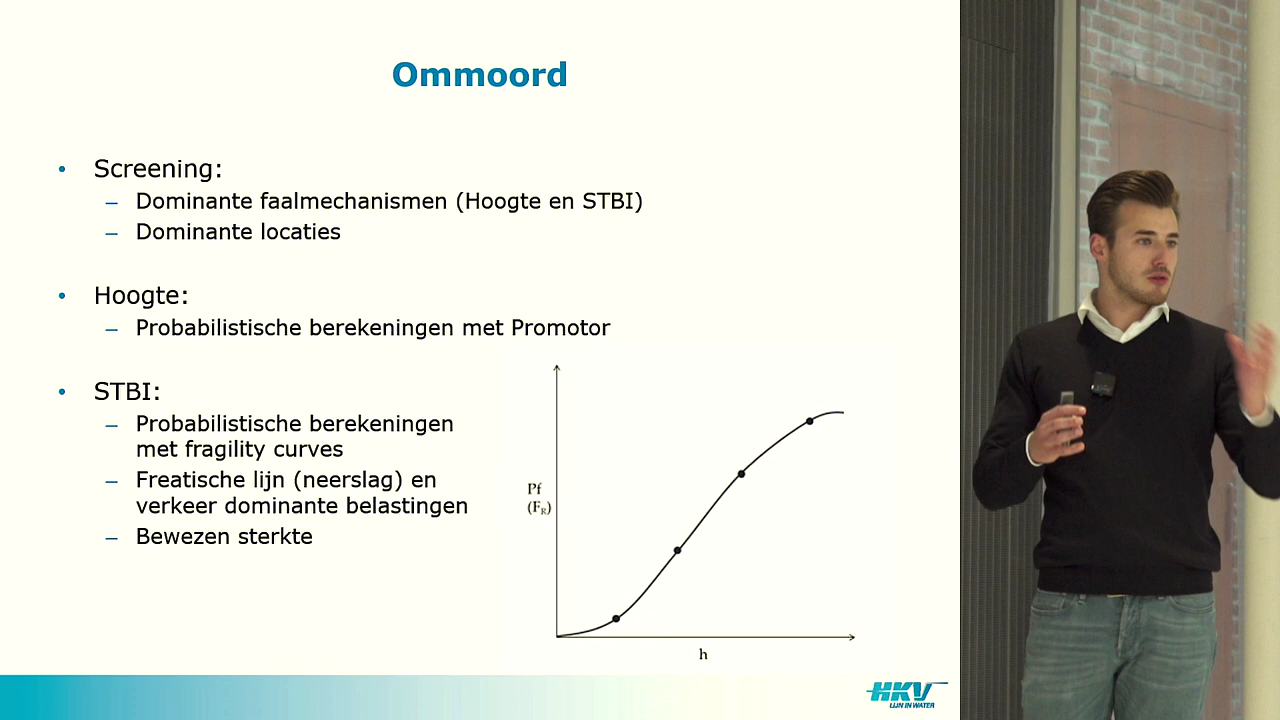 Ommoord
• Screening:
– Dominante faalmechanismen (Hoogte en STBI)
– Dominante locaties
• Hoogte:
– Probabilistische berekeningen met Promotor
• STBI:
– Probabilistische berekeningen
met fragility curves
– Freatische lijn (neerslag) en
verkeer dominante belastingen
– Bewezen sterkte
Pf
(FR)
h
HKV
LIJN IN WATER